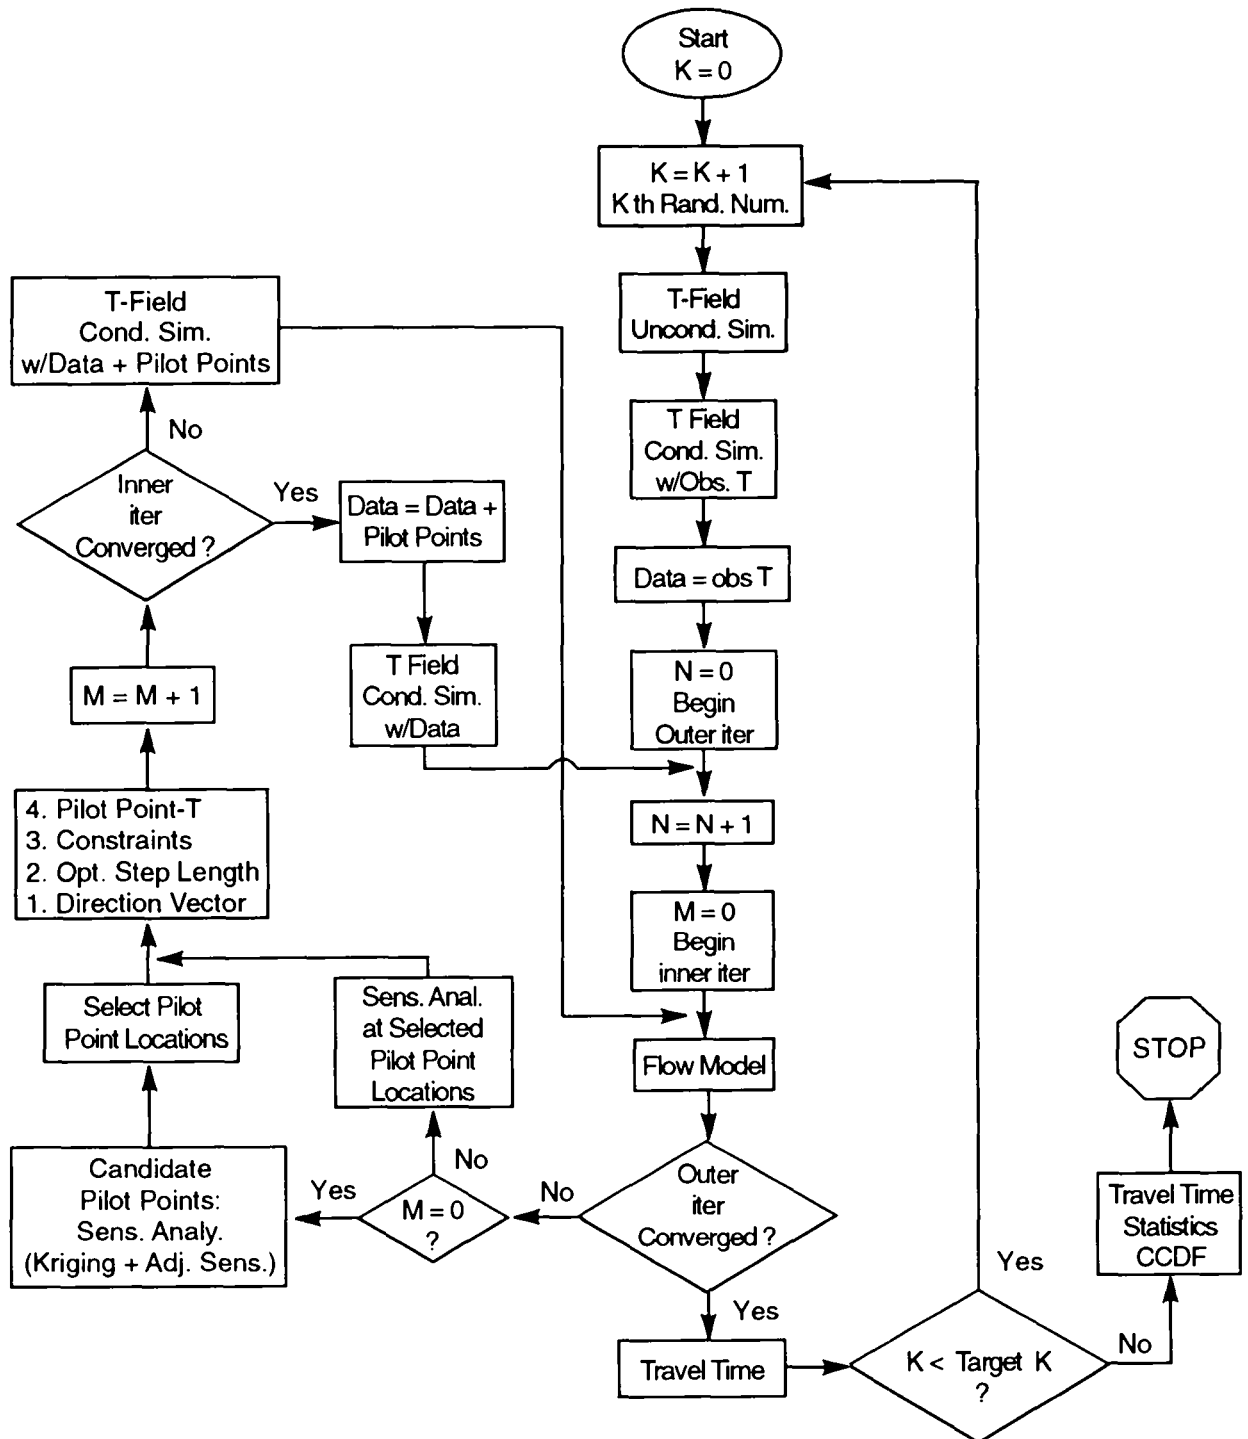 Start
K = 0
K = K + 1
K th Rand. Num.
T-Field
Uncond. Sim.
T Field
Cond. Sim.
w/Obs. T
Data = obs T
N = 0
Begin
Outer iter
N = N + 1
M = 0
Begin
inner iter
Flow Model
Outer
iter
Converged ?
No
Yes
M = 0
?
Yes
No
Candidate
Pilot Points:
Sens. Analy.
(Kriging + Adj. Sens.)
Select Pilot
Point Locations
Sens. Anal.
at Selected
Pilot Point
Locations
4. Pilot Point-T
3. Constraints
2. Opt. Step Length
1. Direction Vector
M = M + 1
Inner
iter
Converged ?
No
Yes
T-Field
Cond. Sim.
w/Data + Pilot Points
Data = Data +
Pilot Points
T Field
Cond. Sim.
w/Data
Travel Time
K < Target K
?
Yes
No
Travel Time
Statistics
CCDF
STOP